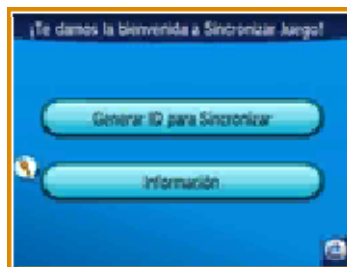 ¡Te damos la bienvenida a Sincronizar Juego!
Generar ID para Sincronizar
Información